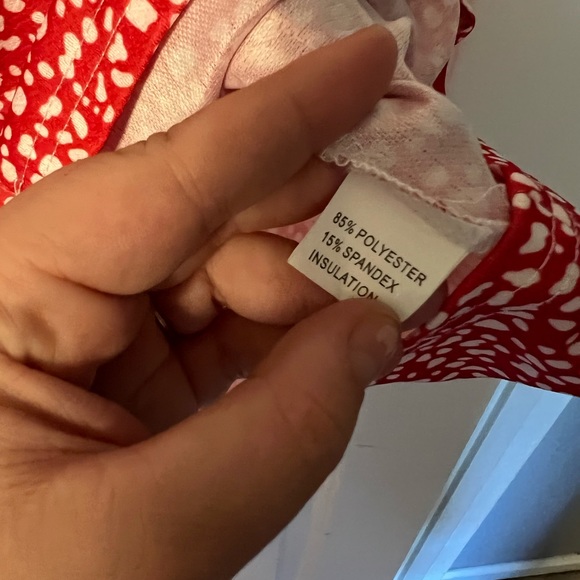 85% POLYESTER
15% SPANDEX
INSULATION